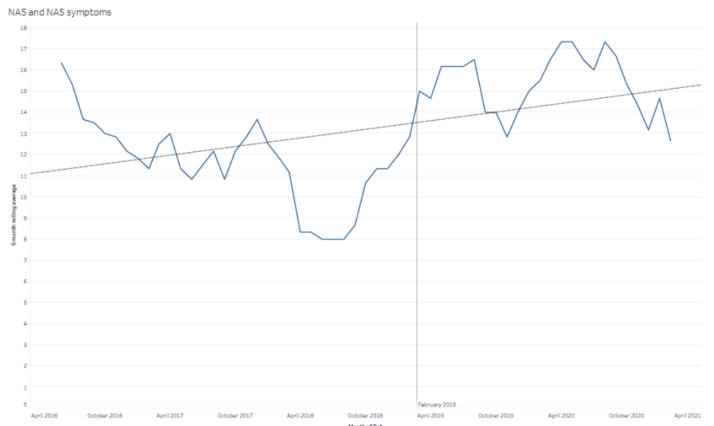 NAS and NAS symptoms
18
17
16
15
14
13
12
11
10
9
8
7
6
5
4
3
2
1
0
6 month rolling average
February 2019
April 2016
October 2016
April 2017
October 2017
April 2018
October 2018
April 2019
October 2019
April 2020
October 2020
April 2021